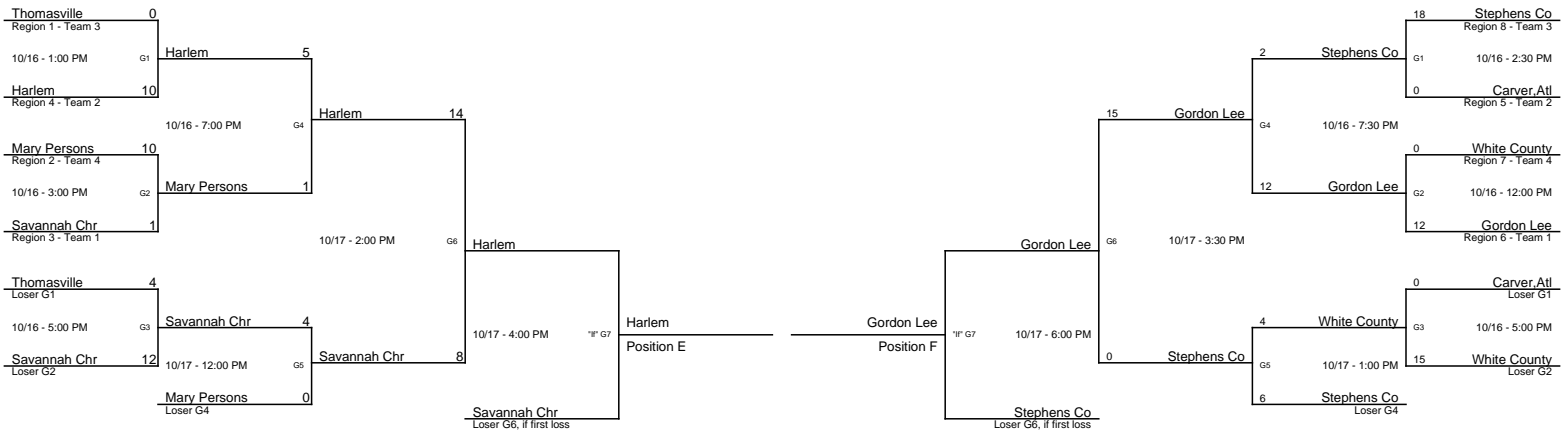 Thomasville 0
Region 1 - Team 3
10/16 - 1:00 PM G1
Harlem 5
Harlem 10
Region 4 - Team 2
10/16 - 7:00 PM G4
Harlem 14
Mary Persons 10
Region 2 - Team 4
10/16 - 3:00 PM G2
Mary Persons 1
Savannah Chr 1
Region 3 - Team 1
10/17 - 2:00 PM G6
Harlem
Thomasville 4
Loser G1
10/16 - 5:00 PM G3
Savannah Chr 4
Savannah Chr 12
Loser G2
10/17 - 12:00 PM G5
Savannah Chr 8
Mary Persons 0
Loser G4
10/17 - 4:00 PM "If" G7
Harlem
Position E
Savannah Chr
Loser G6, if first loss
18 Stephens Co
Region 8 - Team 3
2 Stephens Co
G1 10/16 - 2:30 PM
0 Carver,Atl
Region 5 - Team 2
15 Gordon Lee
G4 10/16 - 7:30 PM
0 White County
Region 7 - Team 4
12 Gordon Lee
G2 10/16 - 12:00 PM
12 Gordon Lee
Region 6 - Team 1
Gordon Lee
G6 10/17 - 3:30 PM
0 Carver,Atl
Loser G1
4 White County
G3 10/16 - 5:00 PM
15 White County
Loser G2
0 Stephens Co
G5 10/17 - 1:00 PM
6 Stephens Co
Loser G4
Gordon Lee
Position F
"If" G7 10/17 - 6:00 PM
Stephens Co
Loser G6, if first loss